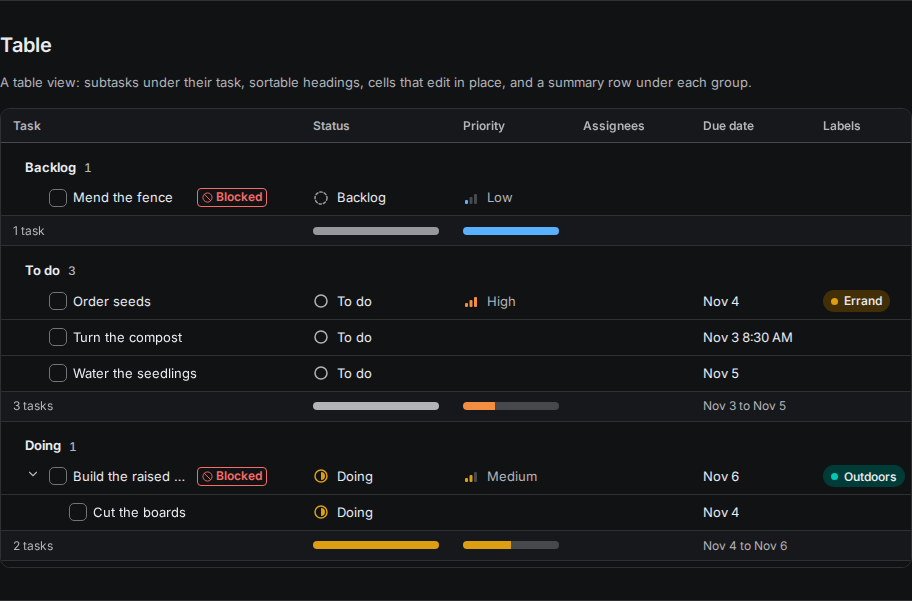 Table
A table view: subtasks under their task, sortable headings, cells that edit in place, and a summary row under each group.
Task Status Priority Assignees Due date Labels
Backlog 1
Mend the fence Blocked Backlog Low
1 task
To do 3
Order seeds To do High Nov 4 Errand
Turn the compost To do Nov 3 8:30 AM
Water the seedlings To do Nov 5
3 tasks Nov 3 to Nov 5
Doing 1
Build the raised ... Blocked Doing Medium Nov 6 Outdoors
Cut the boards Doing Nov 4
2 tasks Nov 4 to Nov 6